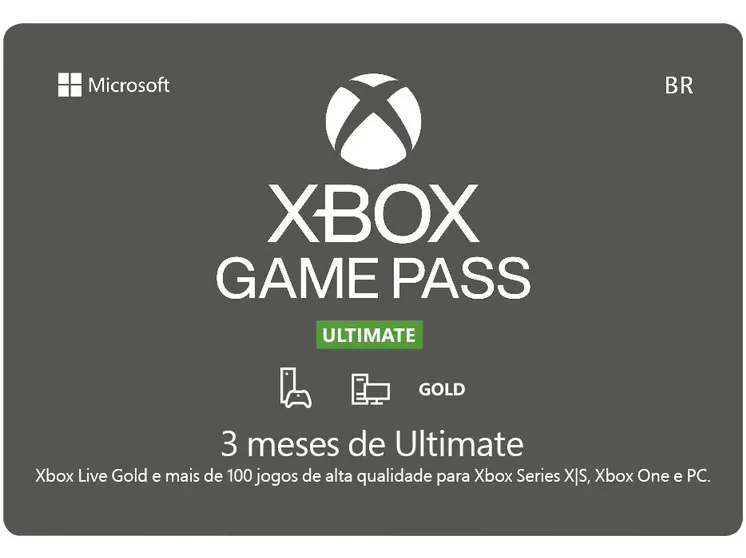 Microsoft
BR
XBOX
GAME PASS
ULTIMATE
GOLD
3 meses de Ultimate
Xbox Live Gold e mais de 100 jogos de alta qualidade para Xbox Series X|S, Xbox One e PC.